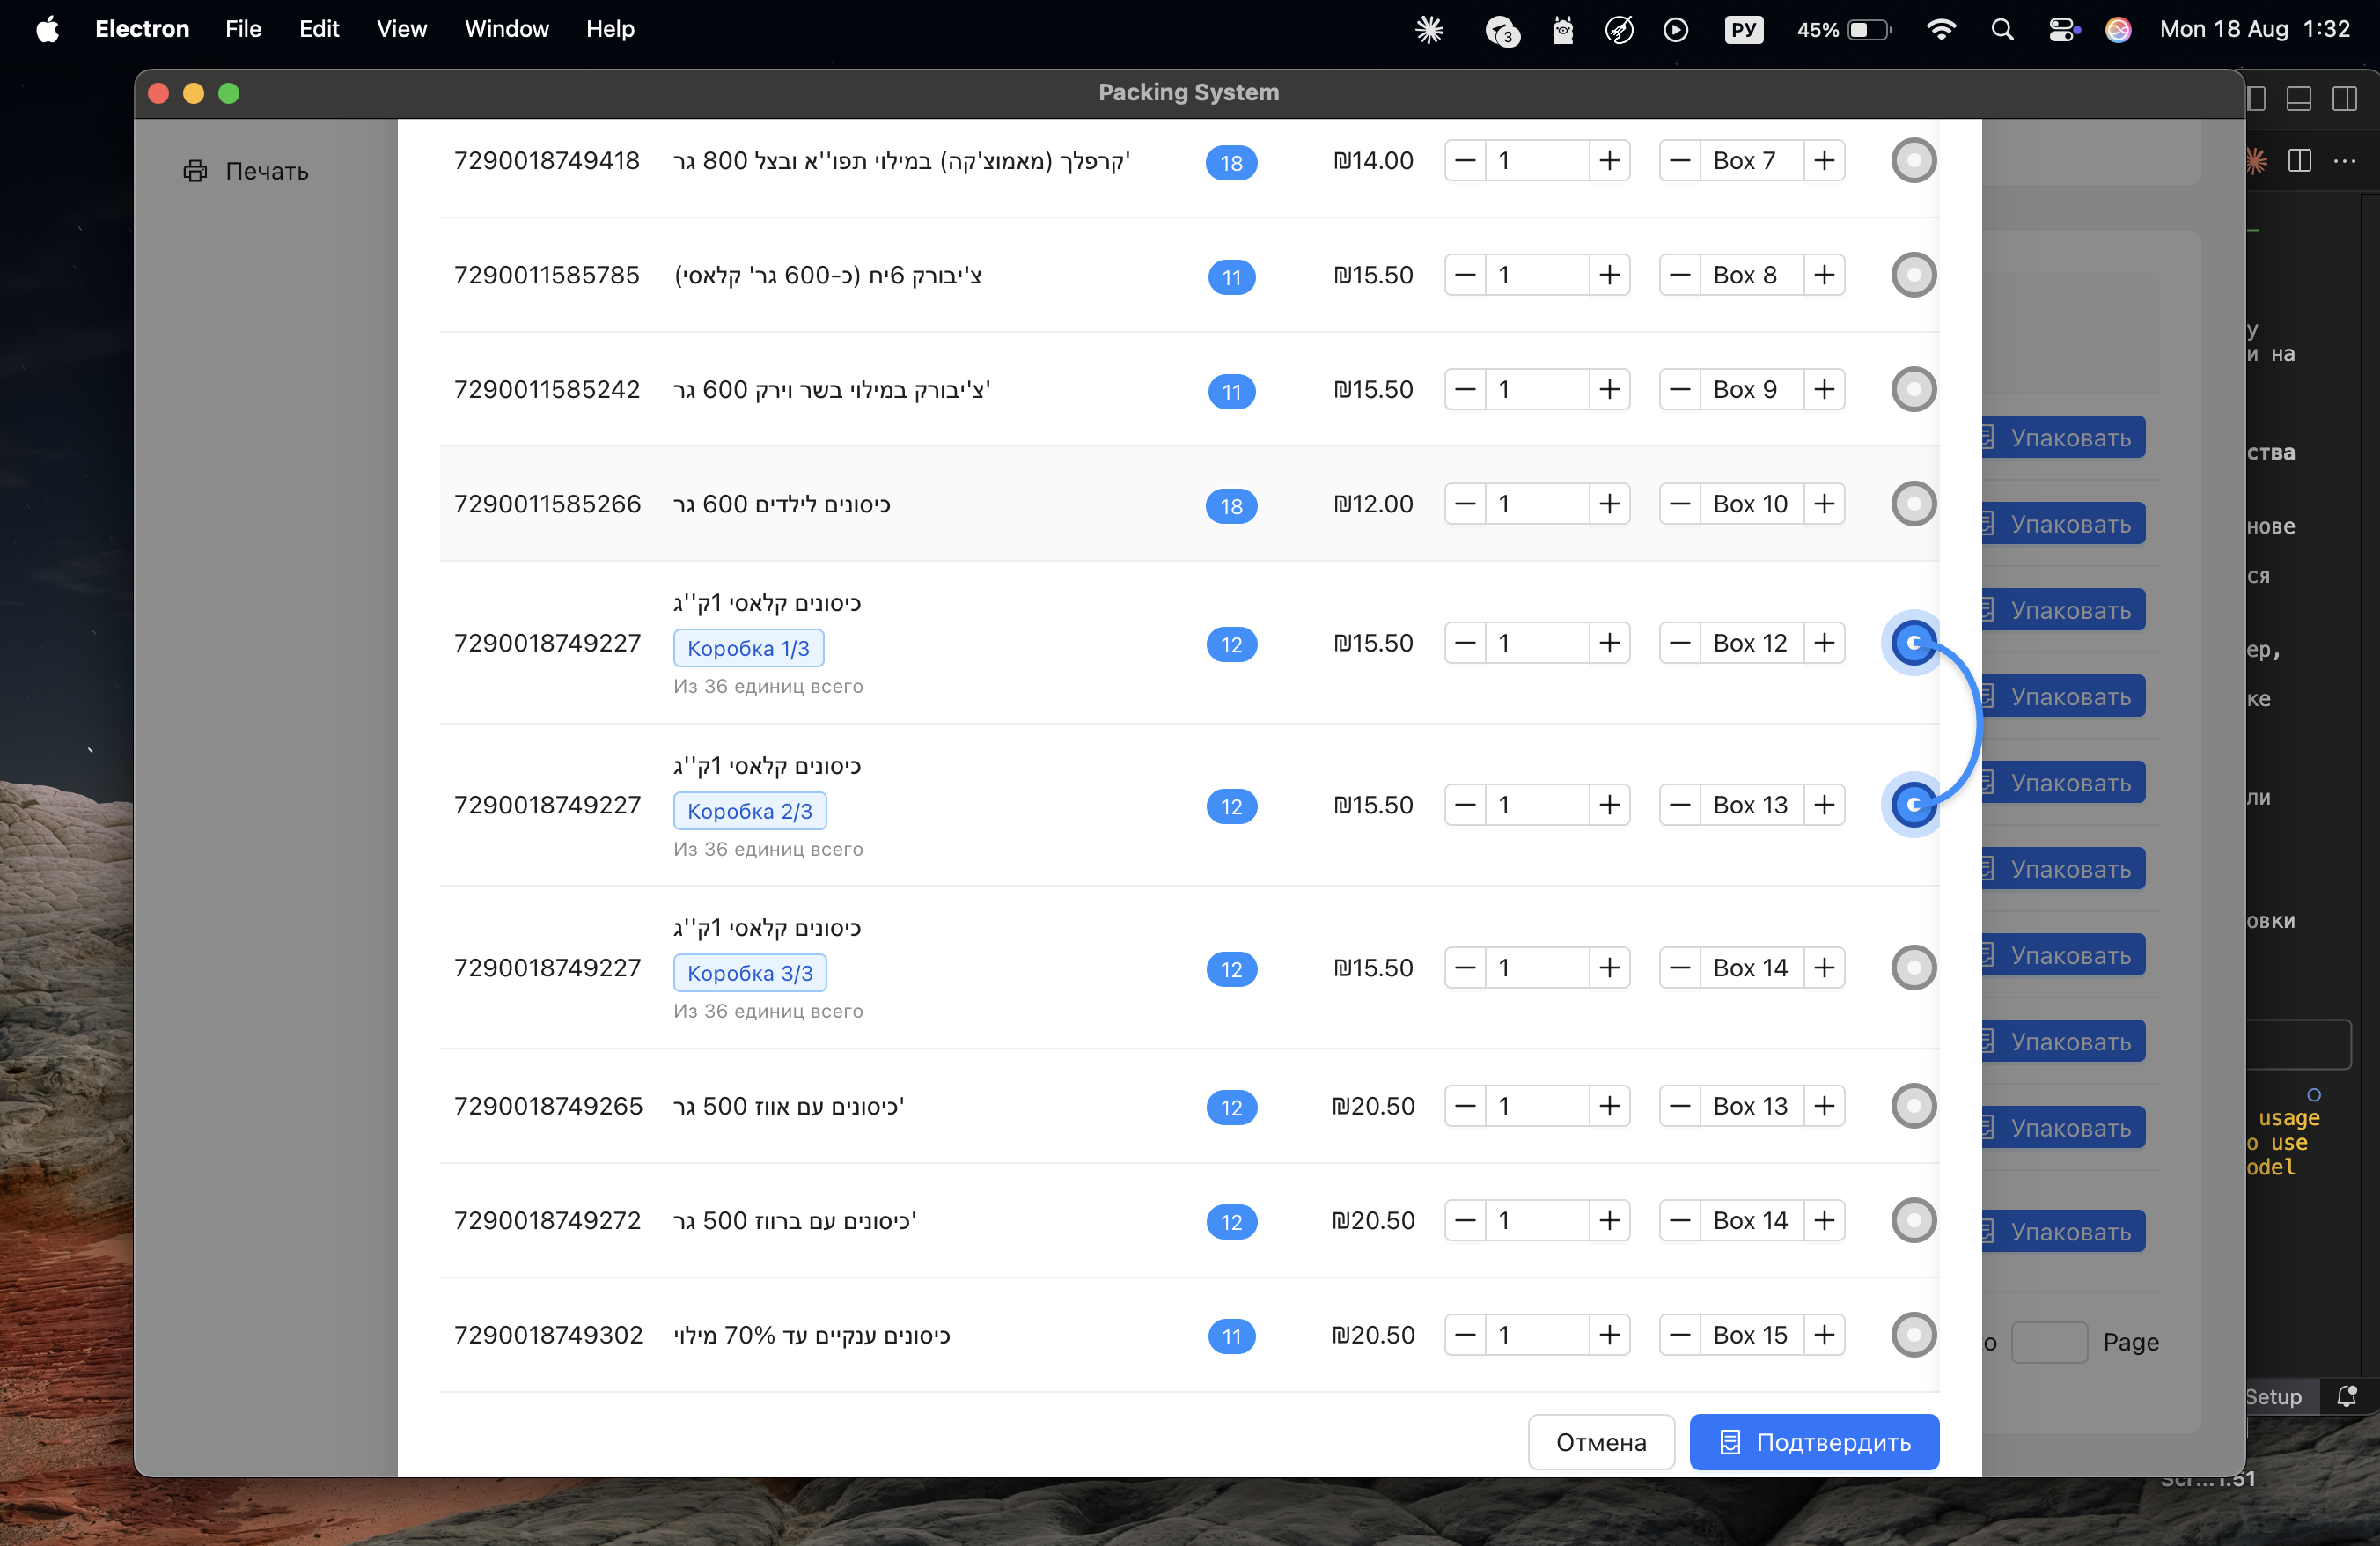 Electron File Edit View Window Help 3 РУ 45% Mon 18 Aug 1:32
Packing System
Печать
7290018749418 קרפלך (מאמוצ'קה) במילוי תפו''א ובצל 800 גר' 18 ₪14.00 1 Box 7
7290011585785 צ'יבורק 6יח (כ-600 גר' קלאסי) 11 ₪15.50 1 Box 8
7290011585242 צ'יבורק במילוי בשר וירק 600 גר' 11 ₪15.50 1 Box 9
7290011585266 כיסונים לילדים 600 גר 18 ₪12.00 1 Box 10
כיסונים קלאסי 1ק''ג
7290018749227 Коробка 1/3 12 ₪15.50 1 Box 12
Из 36 единиц всего
כיסונים קלאסי 1ק''ג
7290018749227 Коробка 2/3 12 ₪15.50 1 Box 13
Из 36 единиц всего
כיסונים קלאסי 1ק''ג
7290018749227 Коробка 3/3 12 ₪15.50 1 Box 14
Из 36 единиц всего
7290018749265 כיסונים עם אווז 500 גר' 12 ₪20.50 1 Box 13
7290018749272 כיסונים עם ברווז 500 גר' 12 ₪20.50 1 Box 14
7290018749302 כיסונים ענקיים עד 70% מילוי 11 ₪20.50 1 Box 15
Отмена Подтвердить
Упаковать
Упаковать
Упаковать
Упаковать
Упаковать
Упаковать
Упаковать
Упаковать
Упаковать
Упаковать
Page
у
и на
ства
нове
ся
ер,
ке
ли
овки
usage
o use
odel
Setup